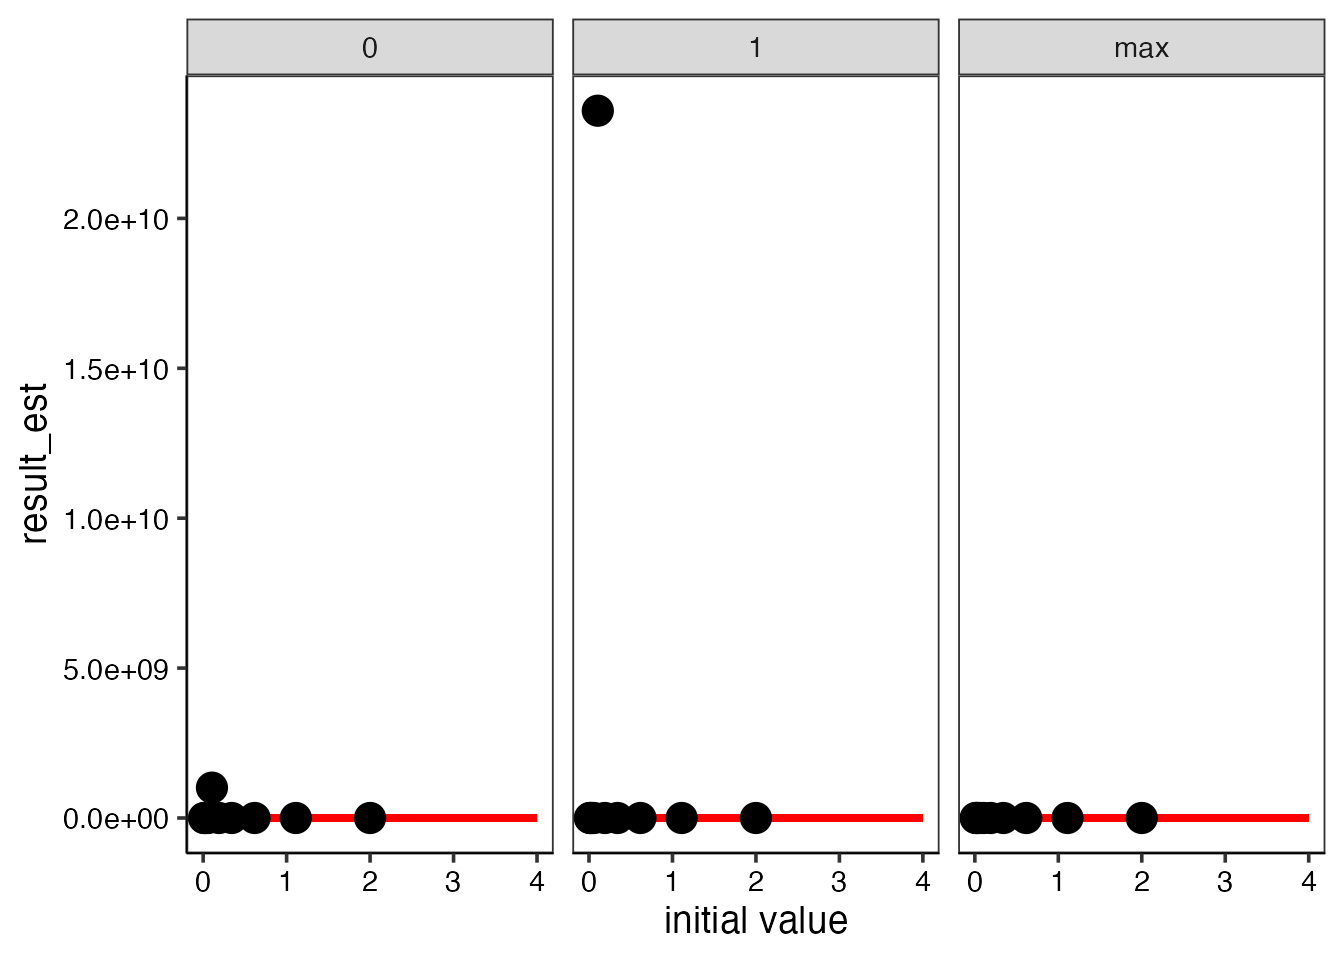 0
1
max
result_est
2.0e+10
1.5e+10
1.0e+10
5.0e+09
0.0e+00
0 1 2 3 4
0 1 2 3 4
0 1 2 3 4
initial value